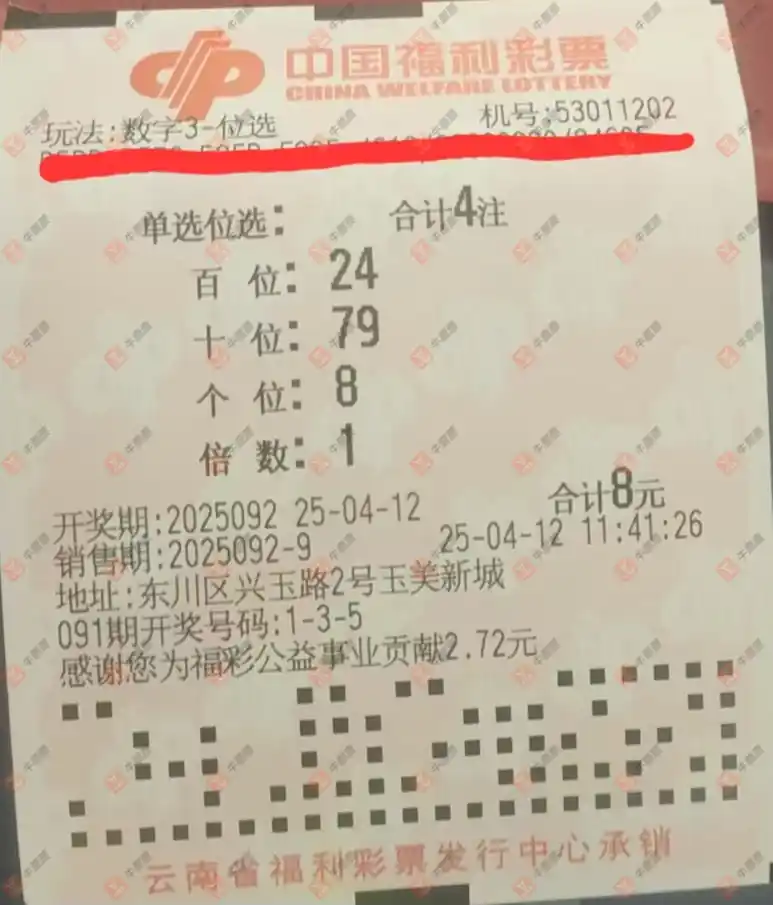 中国福利彩票
CHINA WELFARE LOTTERY
玩法:数字3-位选 机号:53011202
单选位选: 合计4注
百 位: 24
十 位: 79
个 位: 8
倍 数: 1
合计8元
开奖期:2025092 25-04-12
销售期:2025092-9 25-04-12 11:41:26
地址:东川区兴玉路2号玉美新城
091期开奖号码:1-3-5
感谢您为福彩公益事业贡献2.72元
云南省福利彩票发行中心承销